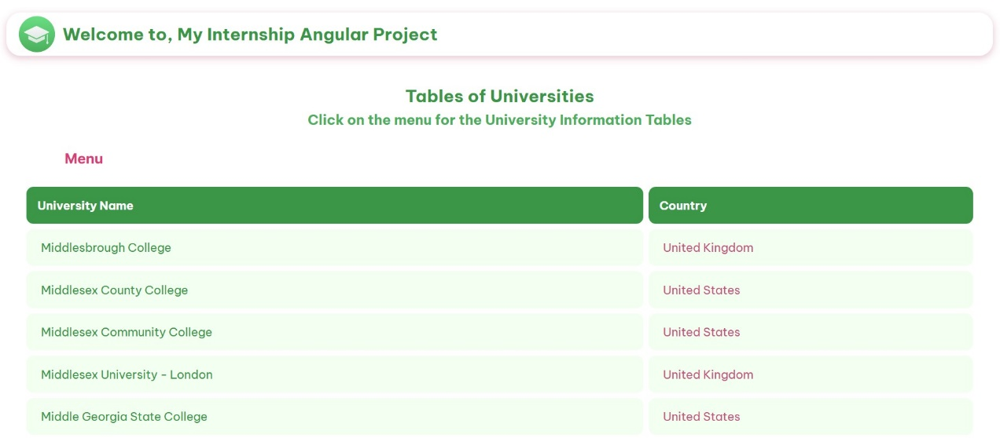 Welcome to, My Internship Angular Project
Tables of Universities
Click on the menu for the University Information Tables
Menu
University Name Country
Middlesbrough College United Kingdom
Middlesex County College United States
Middlesex Community College United States
Middlesex University - London United Kingdom
Middle Georgia State College United States